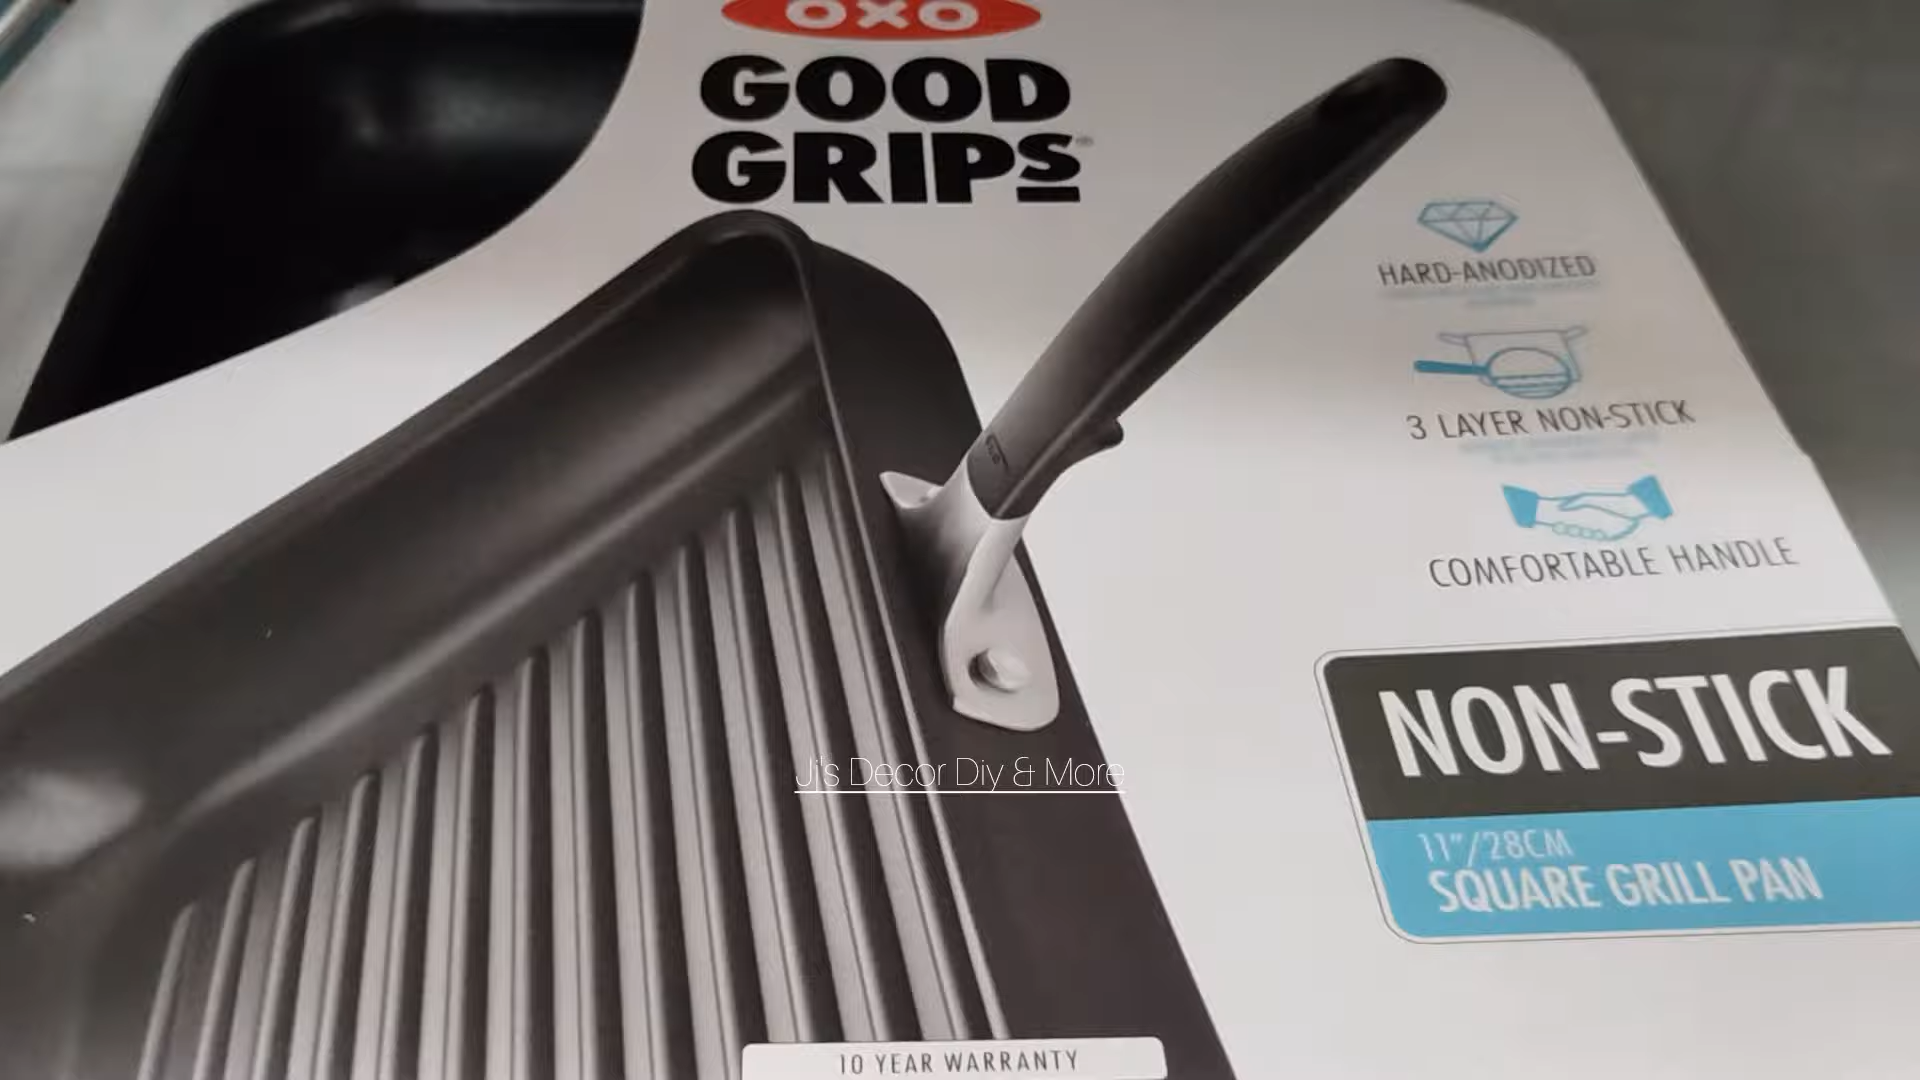 OXO
GOOD
GRIPS
HARD-ANODIZED
3 LAYER NON-STICK
COMFORTABLE HANDLE
NON-STICK
11"/28CM
SQUARE GRILL PAN
Jj's Decor Diy & More
10 YEAR WARRANTY